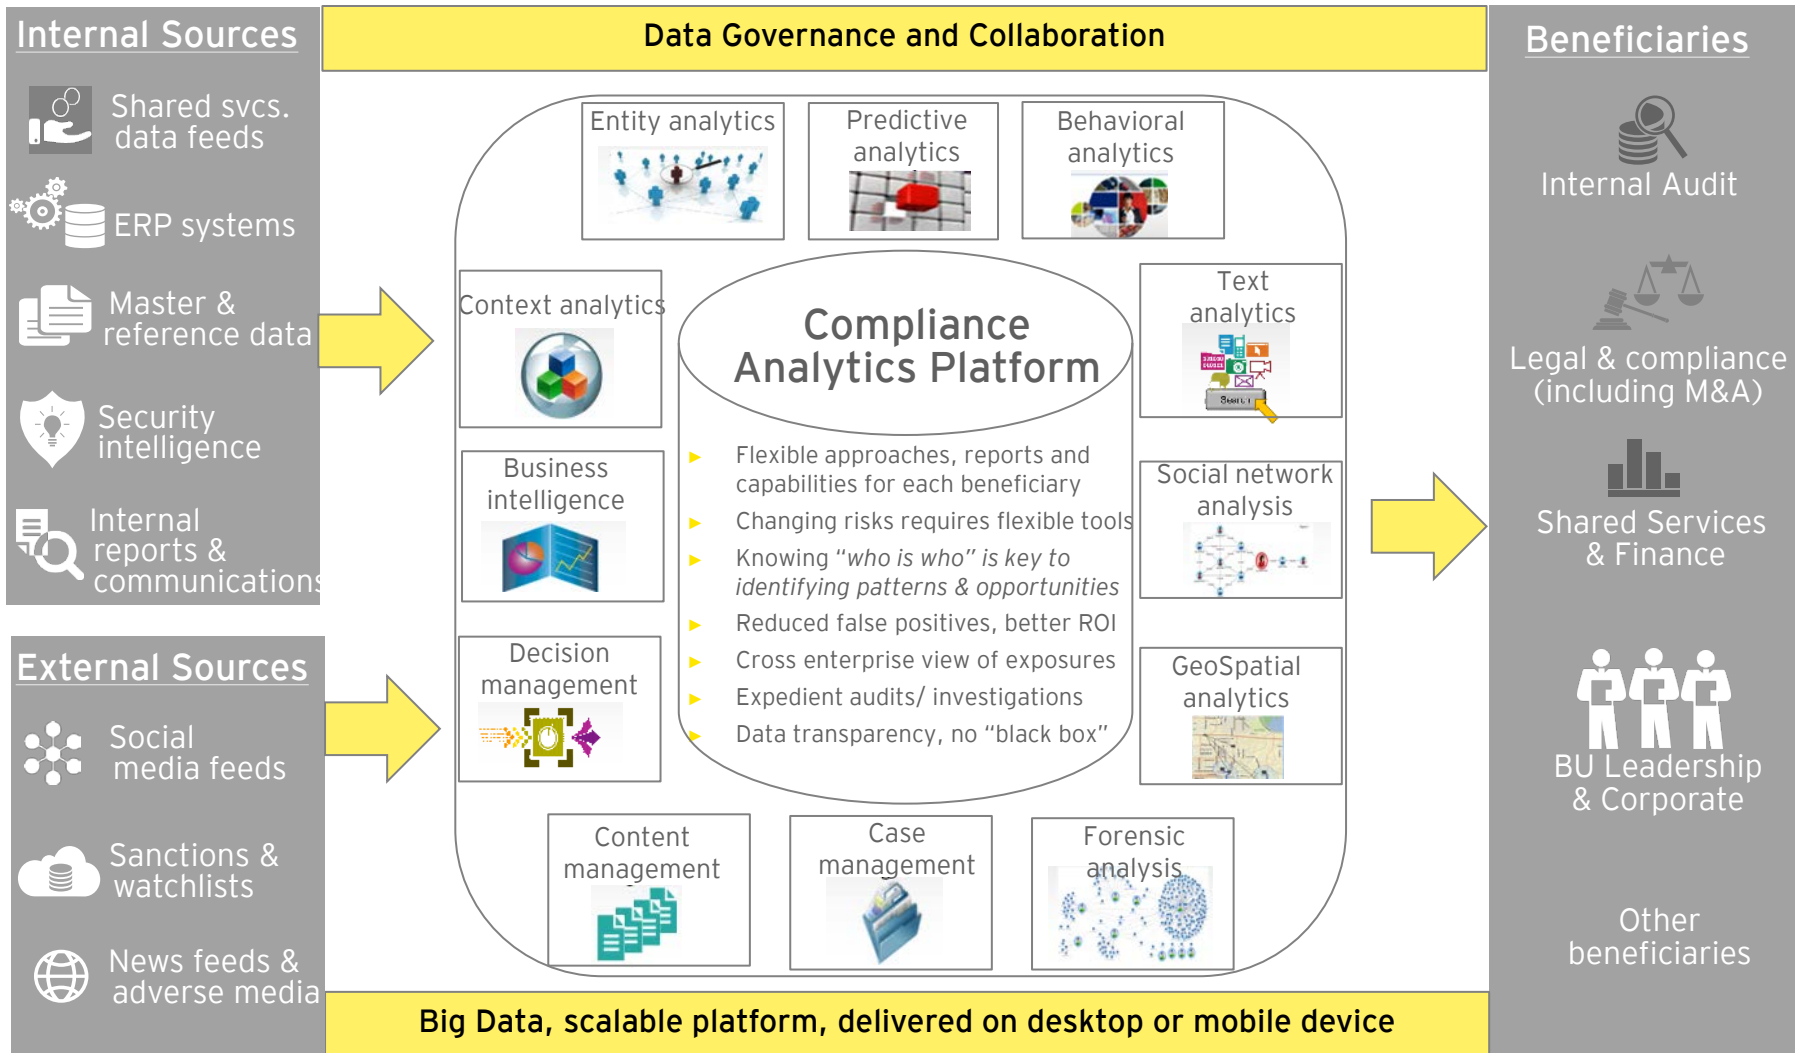 Internal Sources
Shared svcs.
data feeds
ERP systems
Master &
reference data
Security
intelligence
Internal
reports &
communications
External Sources
Social
media feeds
Sanctions &
watchlists
News feeds &
adverse media
Data Governance and Collaboration
Entity analytics
Predictive
analytics
Behavioral
analytics
Context analytics
Business
intelligence
Decision
management
Compliance
Analytics Platform
► Flexible approaches, reports and
capabilities for each beneficiary
► Changing risks requires flexible tools
► Knowing “who is who” is key to
identifying patterns & opportunities
► Reduced false positives, better ROI
► Cross enterprise view of exposures
► Expedient audits/ investigations
► Data transparency, no “black box”
Text
analytics
Search
Social network
analysis
GeoSpatial
analytics
Content
management
Case
management
Forensic
analysis
Big Data, scalable platform, delivered on desktop or mobile device
Beneficiaries
Internal Audit
Legal & compliance
(including M&A)
Shared Services
& Finance
BU Leadership
& Corporate
Other
beneficiaries